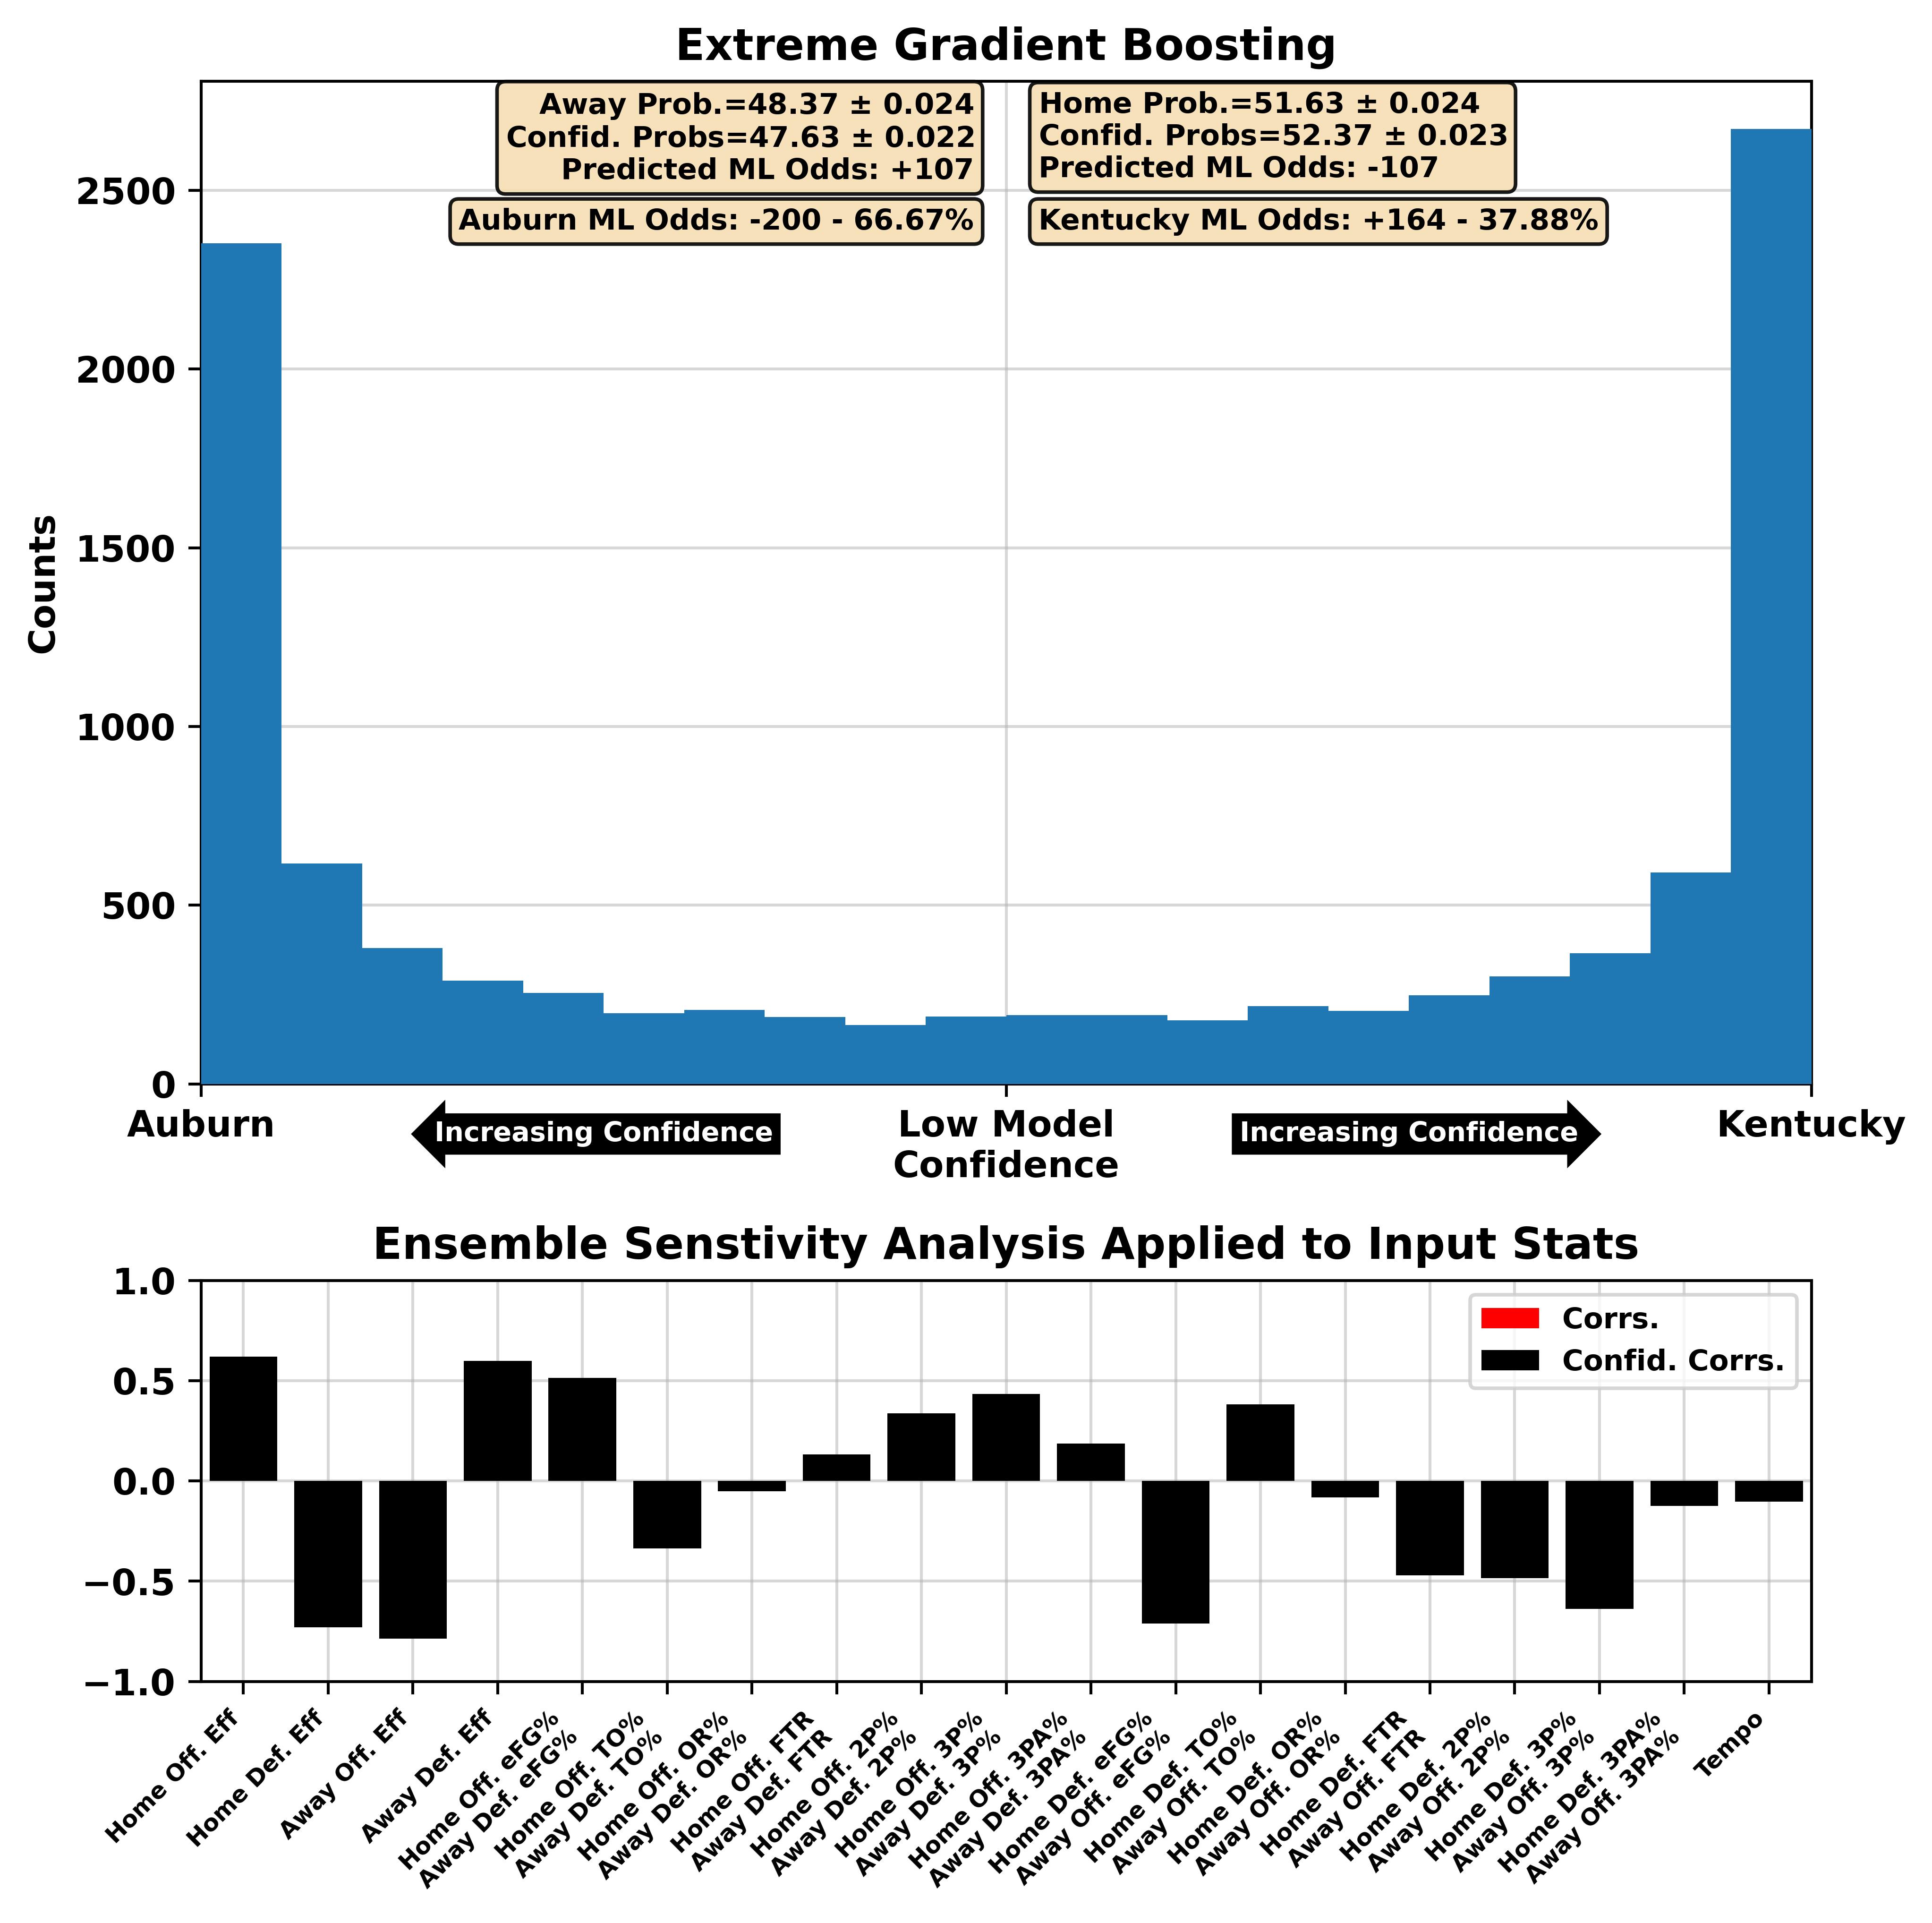 Extreme Gradient Boosting
Away Prob.=48.37 ± 0.024
Confid. Probs=47.63 ± 0.022
Predicted ML Odds: +107
Home Prob.=51.63 ± 0.024
Confid. Probs=52.37 ± 0.023
Predicted ML Odds: -107
Auburn ML Odds: -200 - 66.67%
Kentucky ML Odds: +164 - 37.88%
Counts
2500
2000
1500
1000
500
0
Auburn
Increasing Confidence
Low Model
Confidence
Increasing Confidence
Kentucky
Ensemble Senstivity Analysis Applied to Input Stats
Corrs.
Confid. Corrs.
1.0
0.5
0.0
−0.5
−1.0
Home Off. Eff
Home Def. Eff
Away Off. Eff
Away Def. Eff
Home Off. eFG%
Away Def. eFG%
Home Off. TO%
Away Def. TO%
Home Off. OR%
Away Def. OR%
Home Off. FTR
Away Def. FTR
Home Off. 2P%
Away Def. 2P%
Home Off. 3P%
Away Def. 3P%
Home Off. 3PA%
Away Def. 3PA%
Home Def. eFG%
Away Off. eFG%
Home Def. TO%
Away Off. TO%
Home Def. OR%
Away Off. OR%
Home Def. FTR
Away Off. FTR
Home Def. 2P%
Away Off. 2P%
Home Def. 3P%
Away Off. 3P%
Home Def. 3PA%
Away Off. 3PA%
Tempo